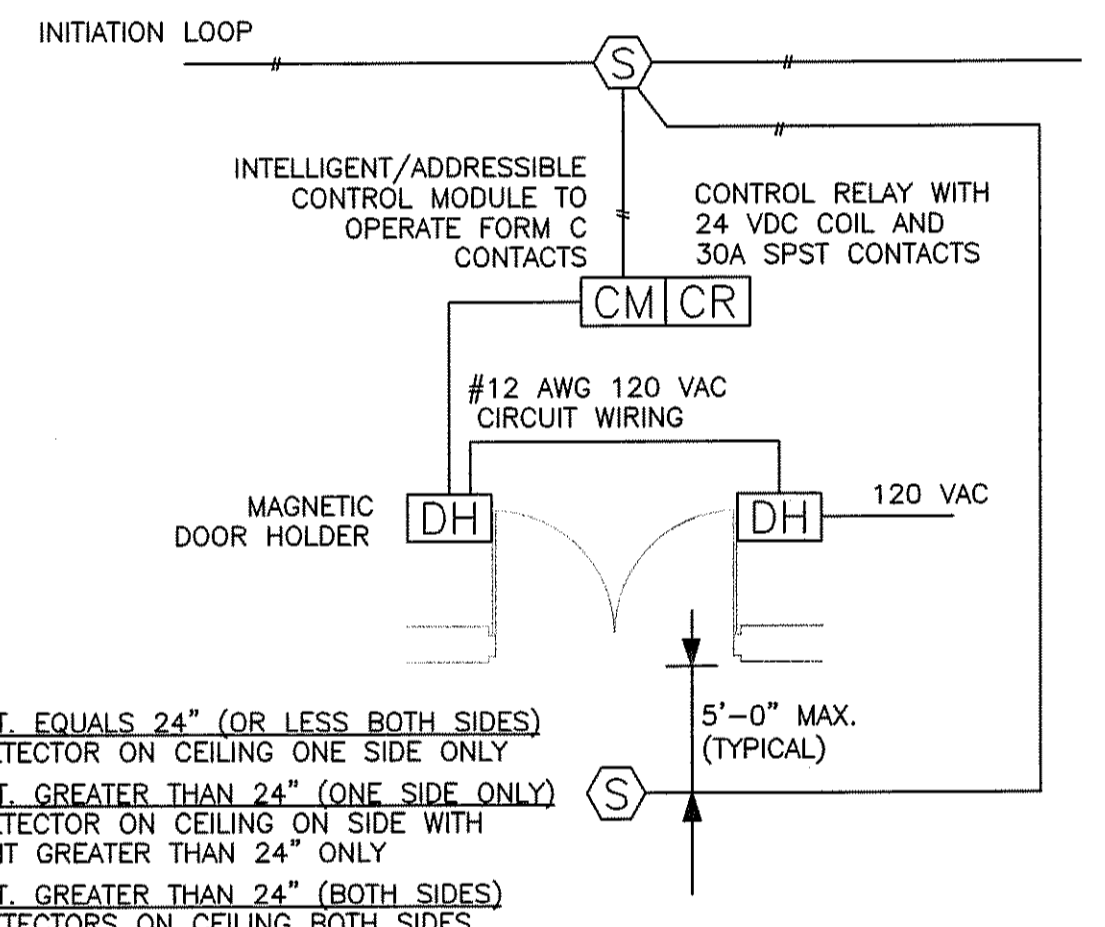 INITIATION LOOP
S
INTELLIGENT/ADDRESSIBLE
CONTROL MODULE TO
OPERATE FORM C
CONTACTS
CONTROL RELAY WITH
24 VDC COIL AND
30A SPST CONTACTS
CM CR
#12 AWG 120 VAC
CIRCUIT WIRING
MAGNETIC
DOOR HOLDER
DH
DH
120 VAC
5'-0" MAX.
(TYPICAL)
S
T. EQUALS 24" (OR LESS BOTH SIDES)
TECTOR ON CEILING ONE SIDE ONLY
T. GREATER THAN 24" (ONE SIDE ONLY)
TECTOR ON CEILING ON SIDE WITH
IT GREATER THAN 24" ONLY
T. GREATER THAN 24" (BOTH SIDES)
TECTORS ON CEILING BOTH SIDES